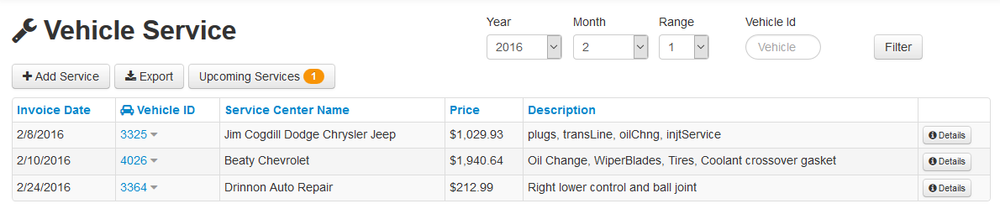 Vehicle Service
Year Month Range Vehicle Id
2016 2 1 Vehicle Filter
Add Service Export Upcoming Services 1
Invoice Date Vehicle ID Service Center Name Price Description
2/8/2016 3325 Jim Cogdill Dodge Chrysler Jeep $1,029.93 plugs, transLine, oilChng, injtService Details
2/10/2016 4026 Beaty Chevrolet $1,940.64 Oil Change, WiperBlades, Tires, Coolant crossover gasket Details
2/24/2016 3364 Drinnon Auto Repair $212.99 Right lower control and ball joint Details